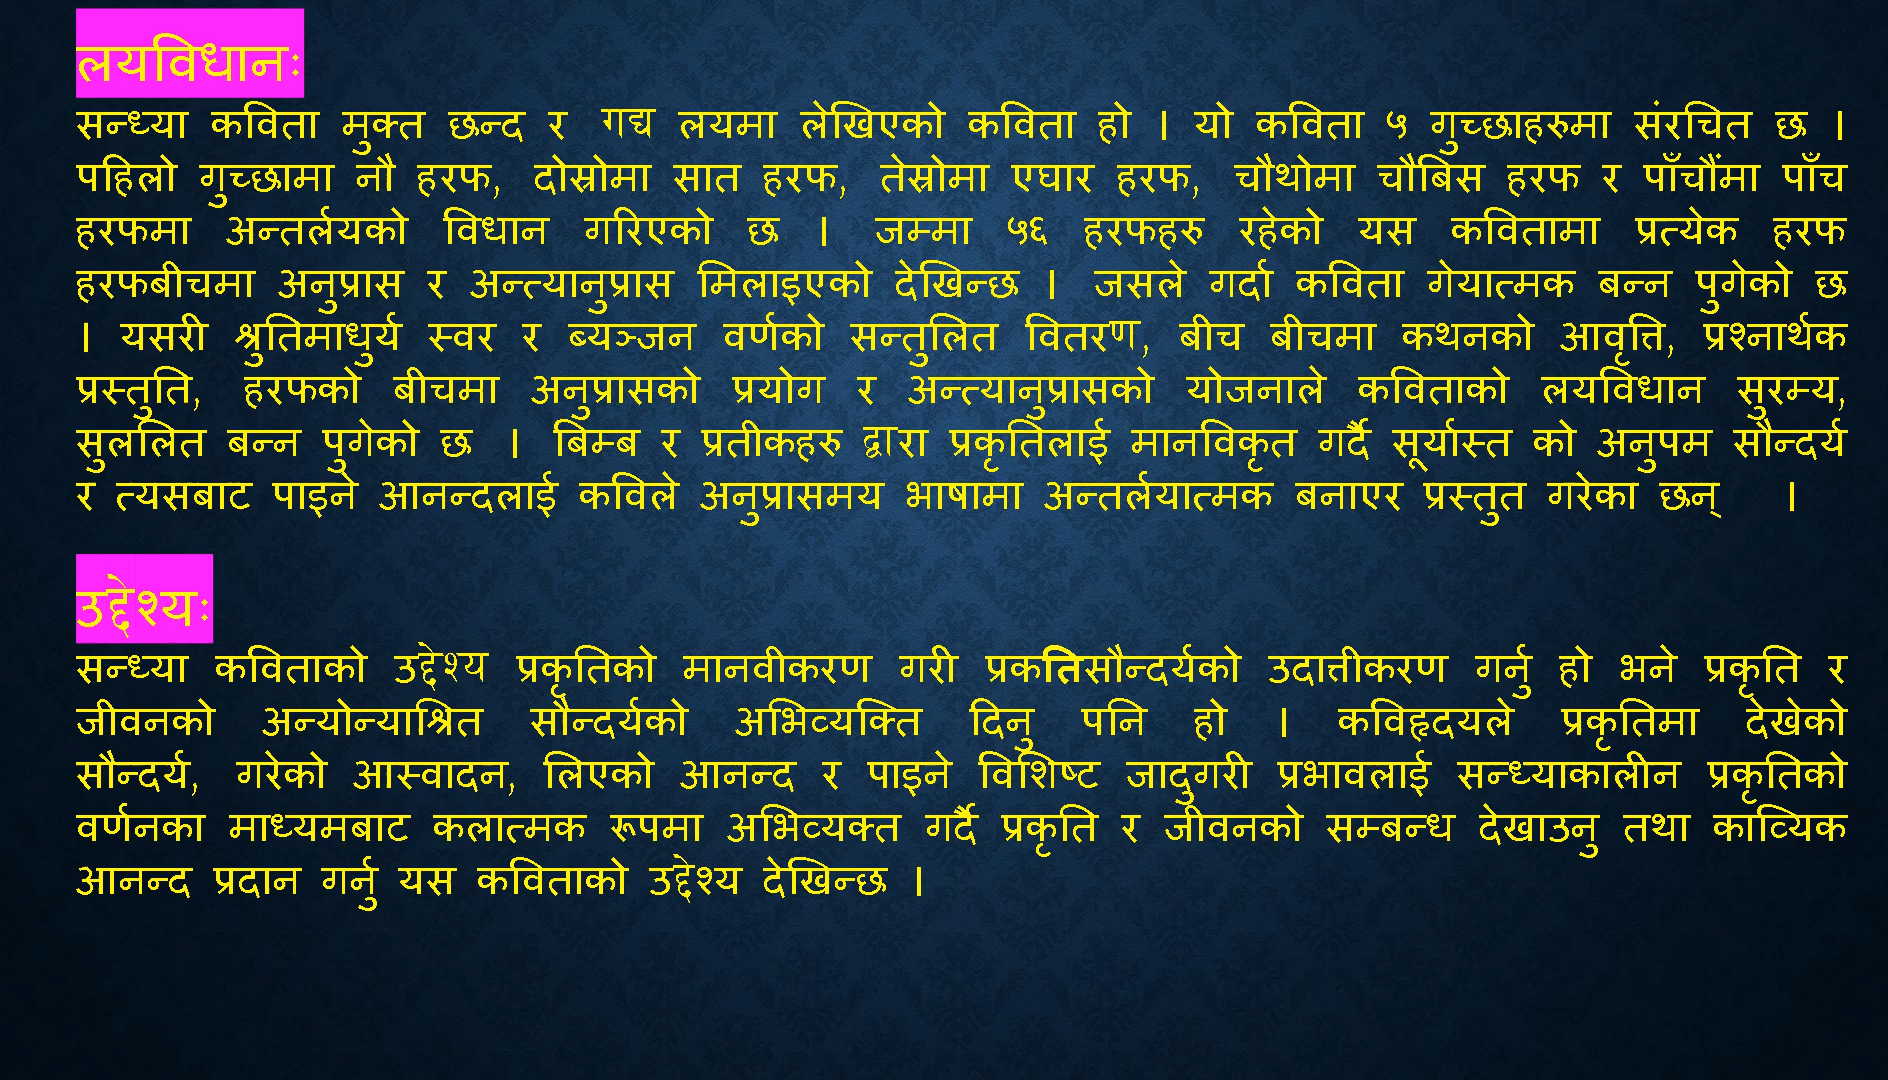 लयविधानः
सन्ध्या कविता मुक्त छन्द र गद्य लयमा लेखिएको कविता हो । यो कविता ५ गुच्छाहरुमा संरचित छ ।
पहिलो गुच्छामा नौ हरफ, दोस्रोमा सात हरफ, तेस्रोमा एघार हरफ, चौथोमा चौबिस हरफ र पाँचौंमा पाँच
हरफमा अन्तर्लयको विधान गरिएको छ । जम्मा ५६ हरफहरु रहेको यस कवितामा प्रत्येक हरफ
हरफबीचमा अनुप्रास र अन्त्यानुप्रास मिलाइएको देखिन्छ । जसले गर्दा कविता गेयात्मक बन्न पुगेको छ
। यसरी श्रुतिमाधुर्य स्वर र ब्यञ्जन वर्णको सन्तुलित वितरण, बीच बीचमा कथनको आवृत्ति, प्रश्नार्थक
प्रस्तुति, हरफको बीचमा अनुप्रासको प्रयोग र अन्त्यानुप्रासको योजनाले कविताको लयविधान सुरम्य,
सुललित बन्न पुगेको छ । बिम्ब र प्रतीकहरु द्वारा प्रकृतिलाई मानविकृत गर्दै सूर्यास्त को अनुपम सौन्दर्य
र त्यसबाट पाइने आनन्दलाई कविले अनुप्रासमय भाषामा अन्तर्लयात्मक बनाएर प्रस्तुत गरेका छन् ।
उद्देश्यः
सन्ध्या कविताको उद्देश्य प्रकृतिको मानवीकरण गरी प्रकतिसौन्दर्यको उदात्तीकरण गर्नु हो भने प्रकृति र
जीवनको अन्योन्याश्रित सौन्दर्यको अभिव्यक्ति दिनु पनि हो । कविहृदयले प्रकृतिमा देखेको
सौन्दर्य, गरेको आस्वादन, लिएको आनन्द र पाइने विशिष्ट जादुगरी प्रभावलाई सन्ध्याकालीन प्रकृतिको
वर्णनका माध्यमबाट कलात्मक रूपमा अभिव्यक्त गर्दै प्रकृति र जीवनको सम्बन्ध देखाउनु तथा काव्यिक
आनन्द प्रदान गर्नु यस कविताको उद्देश्य देखिन्छ ।